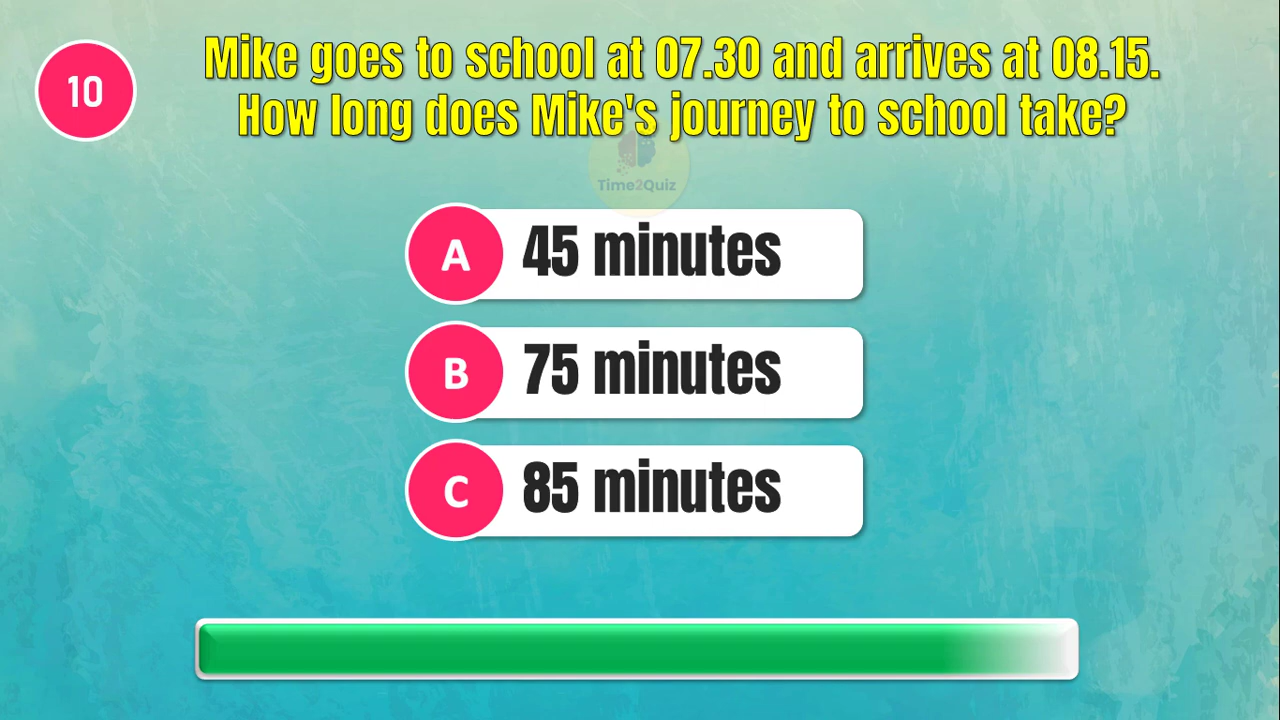 10
Mike goes to school at 07.30 and arrives at 08.15.
How long does Mike's journey to school take?
Time2Quiz
A 45 minutes
B 75 minutes
C 85 minutes